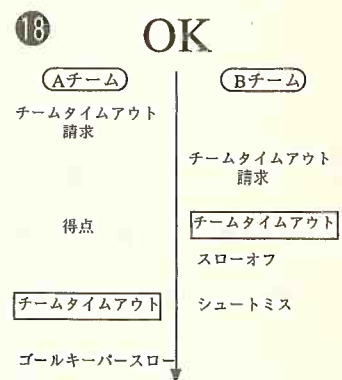 ⑱
OK
Aチーム
Bチーム
チームタイムアウト
請求
チームタイムアウト
請求
得点
チームタイムアウト
スローオフ
チームタイムアウト
シュートミス
ゴールキーパースロー